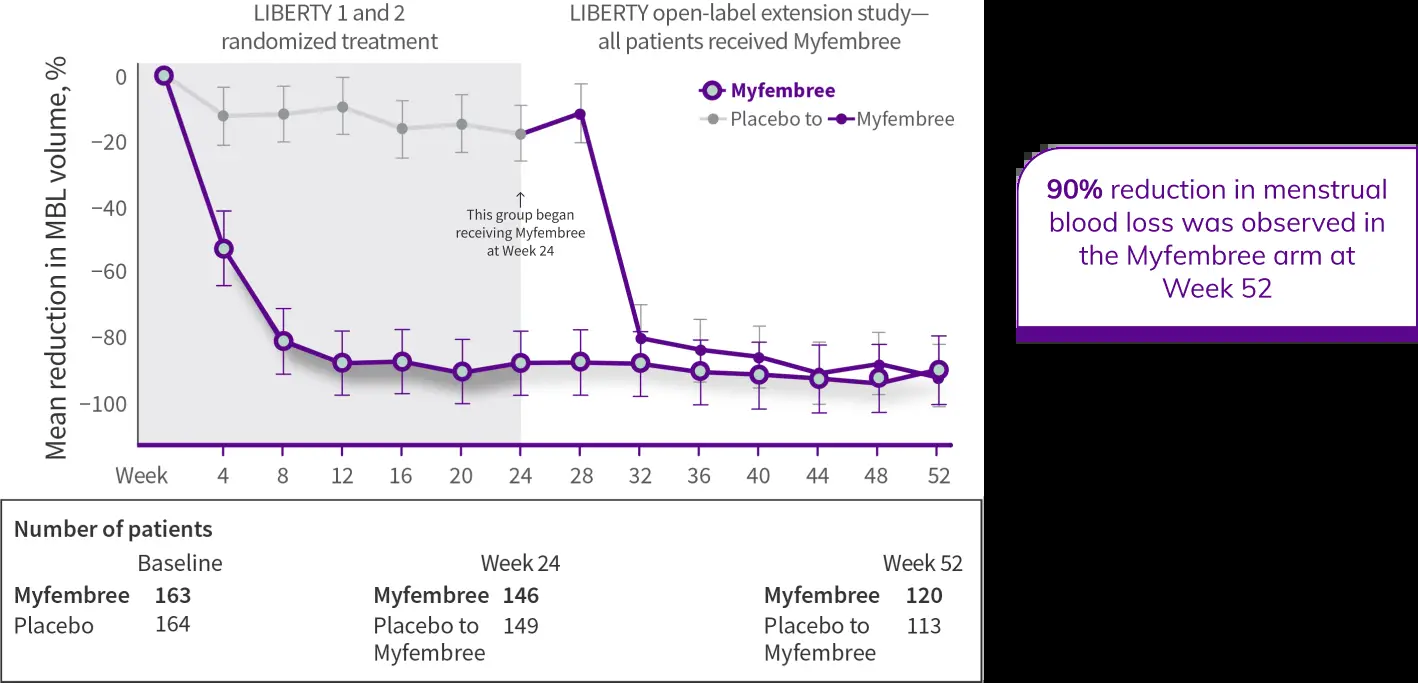 LIBERTY 1 and 2
randomized treatment
LIBERTY open-label extension study—
all patients received Myfembree
Mean reduction in MBL volume, %
0
−20
−40
−60
−80
−100
Myfembree
Placebo to Myfembree
↑
This group began
receiving Myfembree
at Week 24
Week 4 8 12 16 20 24 28 32 36 40 44 48 52
90% reduction in menstrual
blood loss was observed in
the Myfembree arm at
Week 52
Number of patients
Baseline Week 24 Week 52
Myfembree 163 Myfembree 146 Myfembree 120
Placebo 164 Placebo to 149 Placebo to 113
Myfembree Myfembree